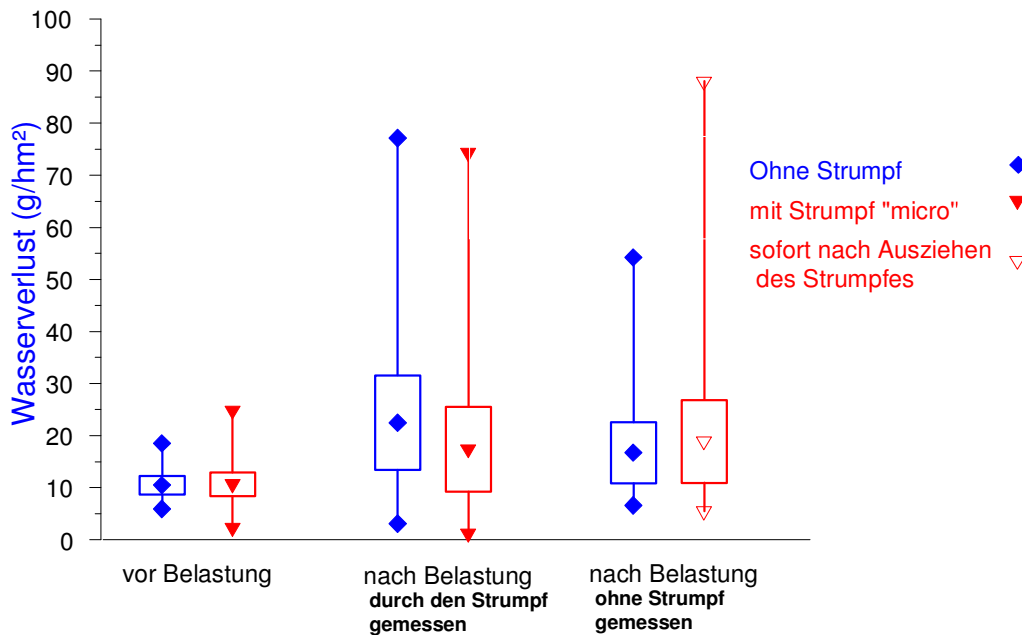 Wasserverlust (g/hm²)
100
90
80
70
60
50
40
30
20
10
0
vor Belastung
nach Belastung
durch den Strumpf
gemessen
nach Belastung
ohne Strumpf
gemessen
Ohne Strumpf
mit Strumpf "micro"
sofort nach Ausziehen
des Strumpfes